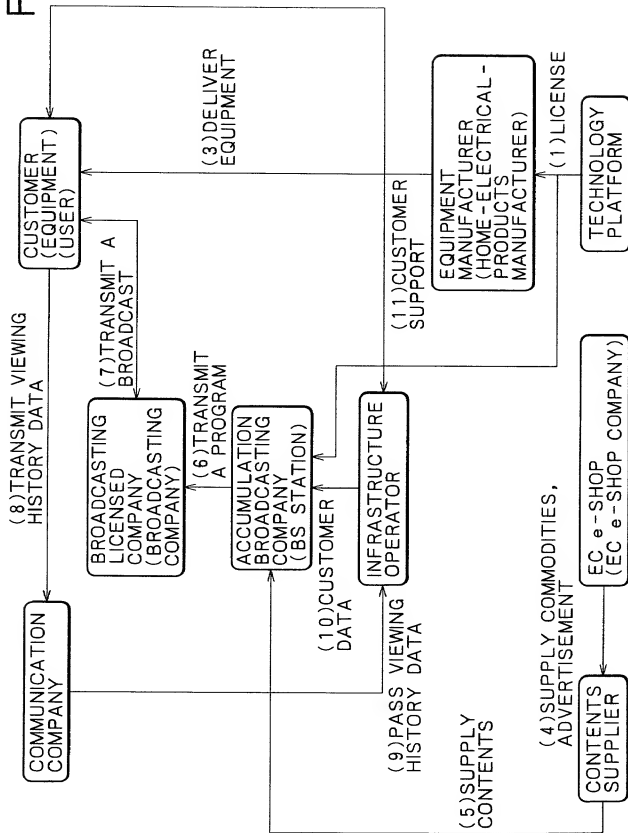 F
COMMUNICATION
COMPANY
(8)TRANSMIT VIEWING
HISTORY DATA
CUSTOMER
(EQUIPMENT)
(USER)
(7)TRANSMIT A
BROADCAST
BROADCASTING
LICENSED
COMPANY
(BROADCASTING
COMPANY)
(3)DELIVER
EQUIPMENT
(6)TRANSMIT
A PROGRAM
ACCUMULATION
BROADCASTING
COMPANY
(BS STATION)
(10)CUSTOMER
DATA
INFRASTRUCTURE
OPERATOR
(9)PASS VIEWING
HISTORY DATA
(11)CUSTOMER
SUPPORT
EQUIPMENT
MANUFACTURER
(HOME-ELECTRICAL-
PRODUCTS
MANUFACTURER)
(1)LICENSE
TECHNOLOGY
PLATFORM
(5)SUPPLY
CONTENTS
CONTENTS
SUPPLIER
(4)SUPPLY COMMODITIES,
ADVERTISEMENT
EC e-SHOP
(EC e-SHOP COMPANY)